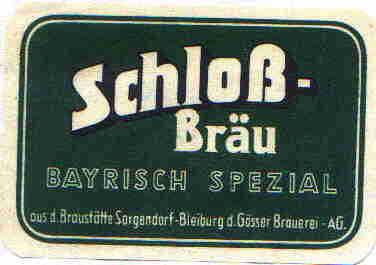 Schloß-
Bräu
BAYRISCH SPEZIAL
aus d. Braustätte Sorgendorf-Bleiburg d. Gösser Brauerei - AG.